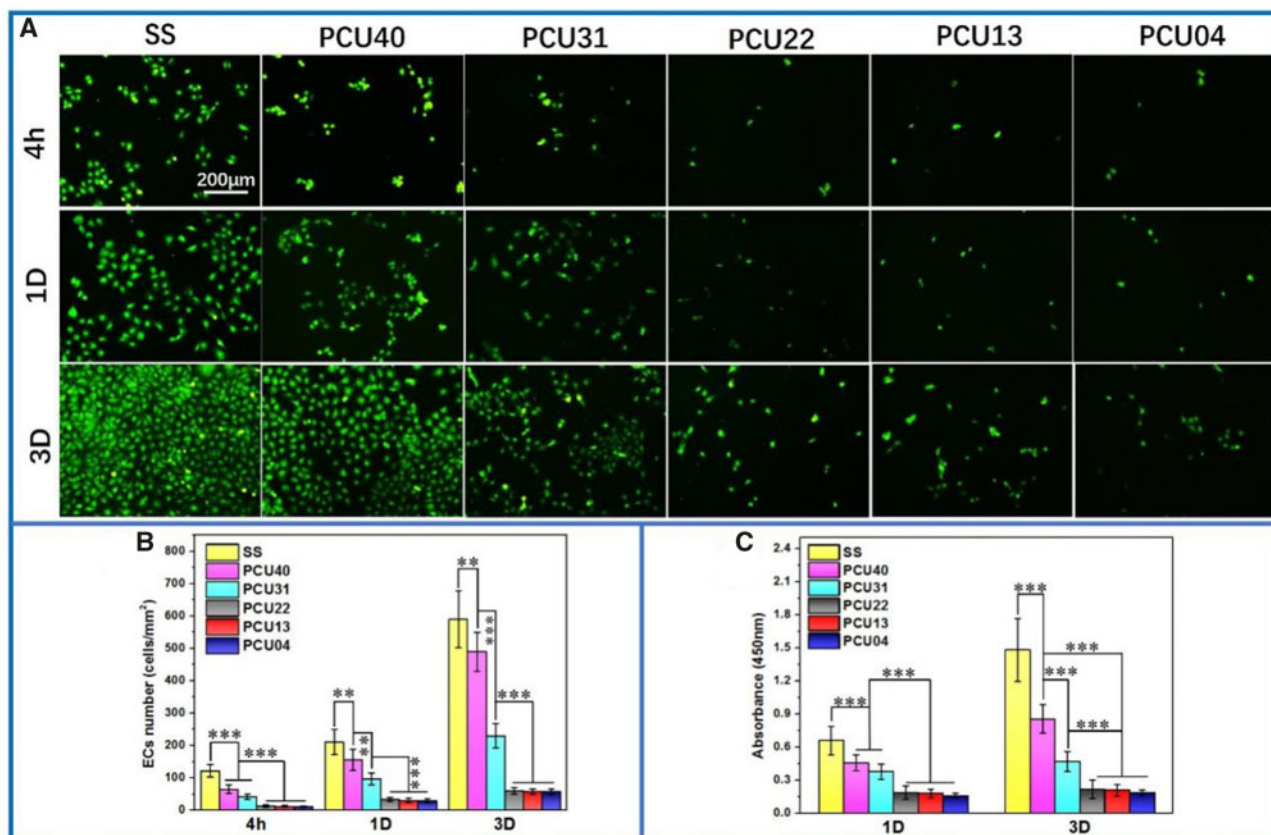 A
SS PCU40 PCU31 PCU22 PCU13 PCU04
4h
200μm
1D
3D
B
ECs number (cells/mm²)
800
700
600
500
400
300
200
100
0
SS
PCU40
PCU31
PCU22
PCU13
PCU04
*** ***
** ** ***
** *** ***
4h 1D 3D
C
Absorbance (450nm)
2.4
2.1
1.8
1.5
1.2
0.9
0.6
0.3
0.0
SS
PCU40
PCU31
PCU22
PCU13
PCU04
*** ***
*** *** *** ***
1D 3D